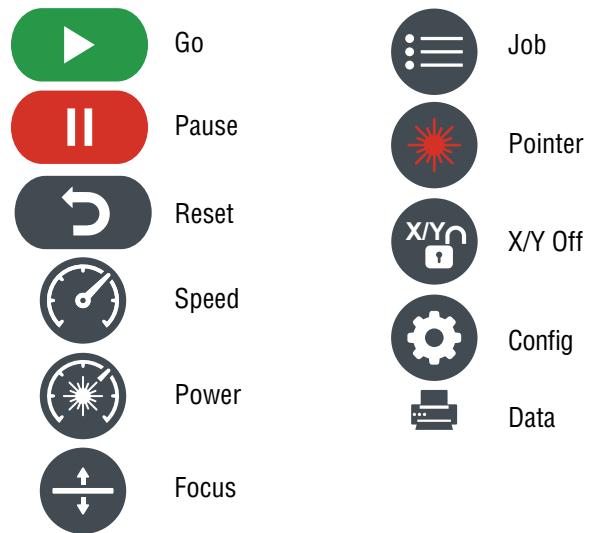 Go
Pause
Reset
Speed
Power
Focus
Job
Pointer
X/Y
X/Y Off
Config
Data